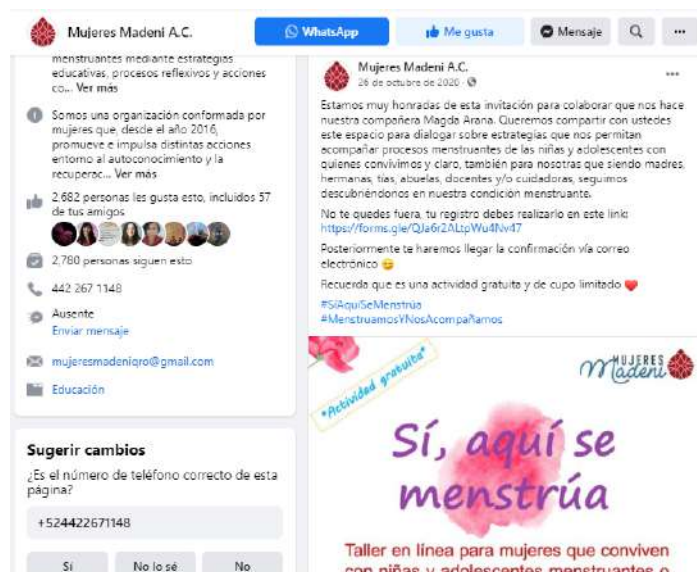 Mujeres Madeni A.C.
WhatsApp
Me gusta
Mensaje
menstruantes mediante estrategias
educativas, procesos reflexivos y acciones
co... Ver más
Somos una organización conformada por
mujeres que, desde el año 2016,
promueve e impulsa distintas acciones
entorno al autoconocimiento y la
recuperac... Ver más
2,682 personas les gusta esto, incluidos 57
de tus amigos
2,780 personas siguen esto
442 267 1148
Ausente
Enviar mensaje
mujeresmadeniqro@gmail.com
Educación
Sugerir cambios
¿Es el número de teléfono correcto de esta
página?
+524422671148
Sí
No lo sé
No
Mujeres Madeni A.C.
26 de octubre de 2020
Estamos muy honradas de esta invitación para colaborar que nos hace
nuestra compañera Magda Arana. Queremos compartir con ustedes
este espacio para dialogar sobre estrategias que nos permitan
acompañar procesos menstruantes de las niñas y adolescentes con
quienes convivimos y claro, también para nosotras que siendo madres,
hermanas, tías, abuelas, docentes y/o cuidadoras, seguimos
descubriéndonos en nuestra condición menstruante.
No te quedes fuera, tu registro debes realizarlo en este link:
https://forms.gle/QJa6r2ALtpWu4Nv47
Posteriormente te haremos llegar la confirmación vía correo
electrónico
Recuerda que es una actividad gratuita y de cupo limitado
#SíAquíSeMenstrúa
#MenstruamosYNosAcompañamos
*Actividad gratuita*
MUJERES
Madeni
Sí, aquí se
menstrúa
Taller en línea para mujeres que conviven
con niñas y adolescentes menstruantes o